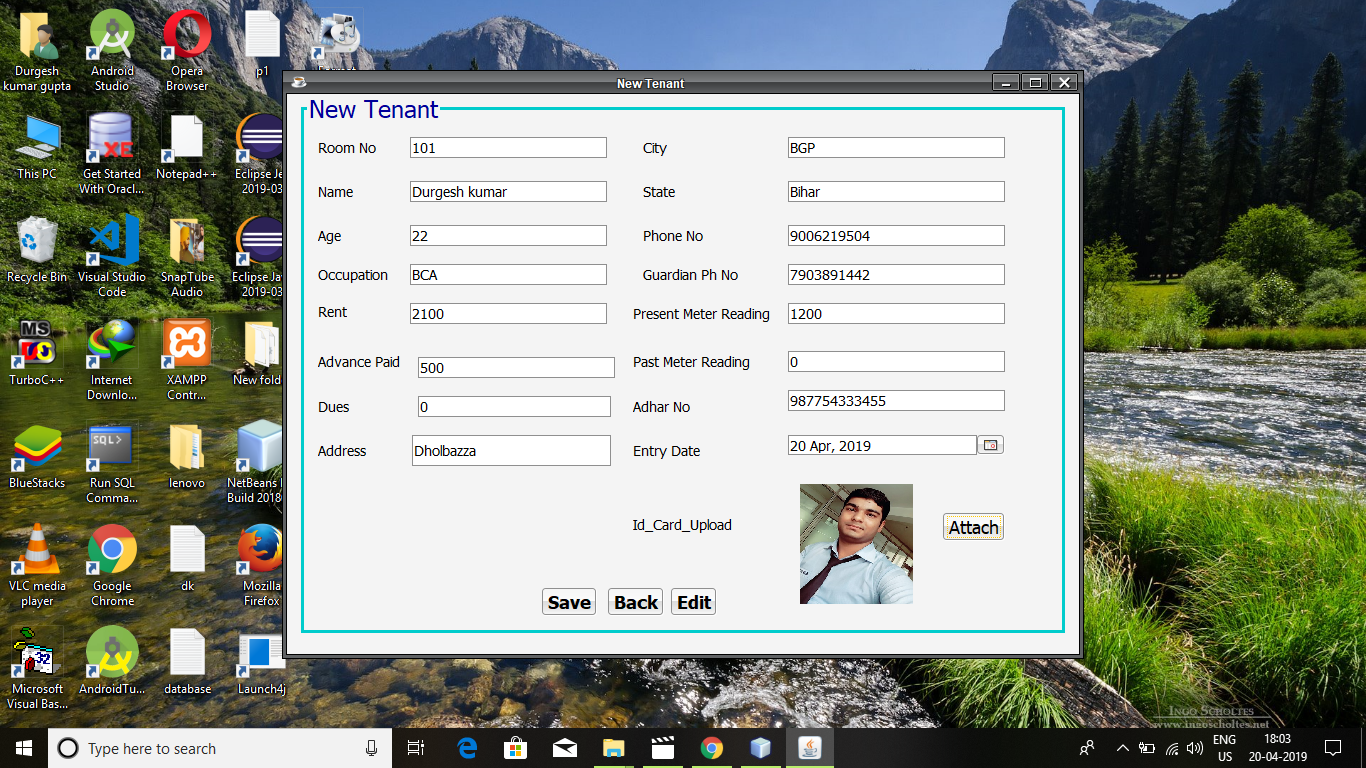 Durgesh
kumar gupta
Android
Studio
Opera
Browser
p1
This PC
Get Started
With Oracl...
Notepad++
Eclipse Ja
2019-03
Recycle Bin
Visual Studio
Code
SnapTube
Audio
Eclipse Jav
2019-03
MS
TurboC++
Internet
Downlo...
XAMPP
Contr...
New fold
BlueStacks
SQL>
Run SQL
Comma...
lenovo
NetBeans I
Build 2018
VLC media
player
Google
Chrome
dk
Mozilla
Firefox
32
Microsoft
Visual Bas...
AndroidTu...
database
Launch4j
XE
New Tenant
New Tenant
Room No 101 City BGP
Name Durgesh kumar State Bihar
Age 22 Phone No 9006219504
Occupation BCA Guardian Ph No 7903891442
Rent 2100 Present Meter Reading 1200
Advance Paid 500 Past Meter Reading 0
Dues 0 Adhar No 987754333455
Address Dholbazza Entry Date 20 Apr, 2019
Id_Card_Upload Attach
Save Back Edit
INGO SCHOLTES
www.ingoscholtes.net
Type here to search
ENG
US
18:03
20-04-2019